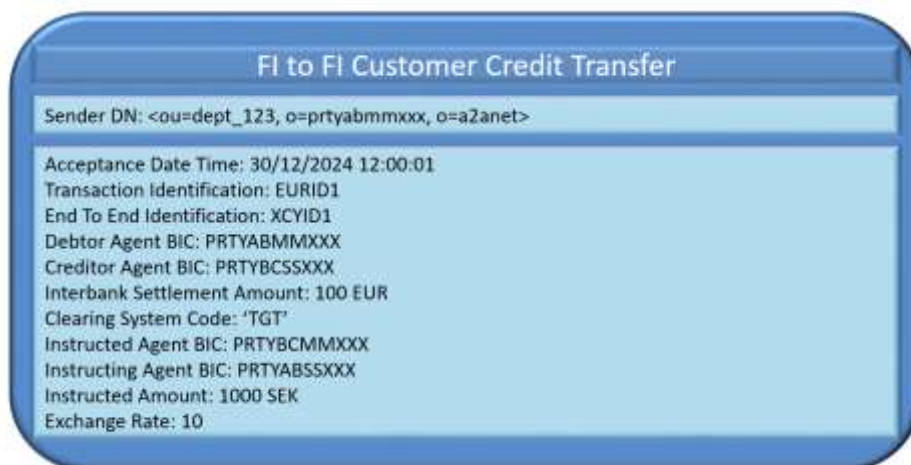 FI to FI Customer Credit Transfer
Sender DN: <ou=dept_123, o=prtyabmmxxx, o=a2anet>
Acceptance Date Time: 30/12/2024 12:00:01
Transaction Identification: EURID1
End To End Identification: XCYID1
Debtor Agent BIC: PRTYABMMXXX
Creditor Agent BIC: PRTYBCSSXXX
Interbank Settlement Amount: 100 EUR
Clearing System Code: ‘TGT’
Instructed Agent BIC: PRTYBCMMXXX
Instructing Agent BIC: PRTYABSSXXX
Instructed Amount: 1000 SEK
Exchange Rate: 10